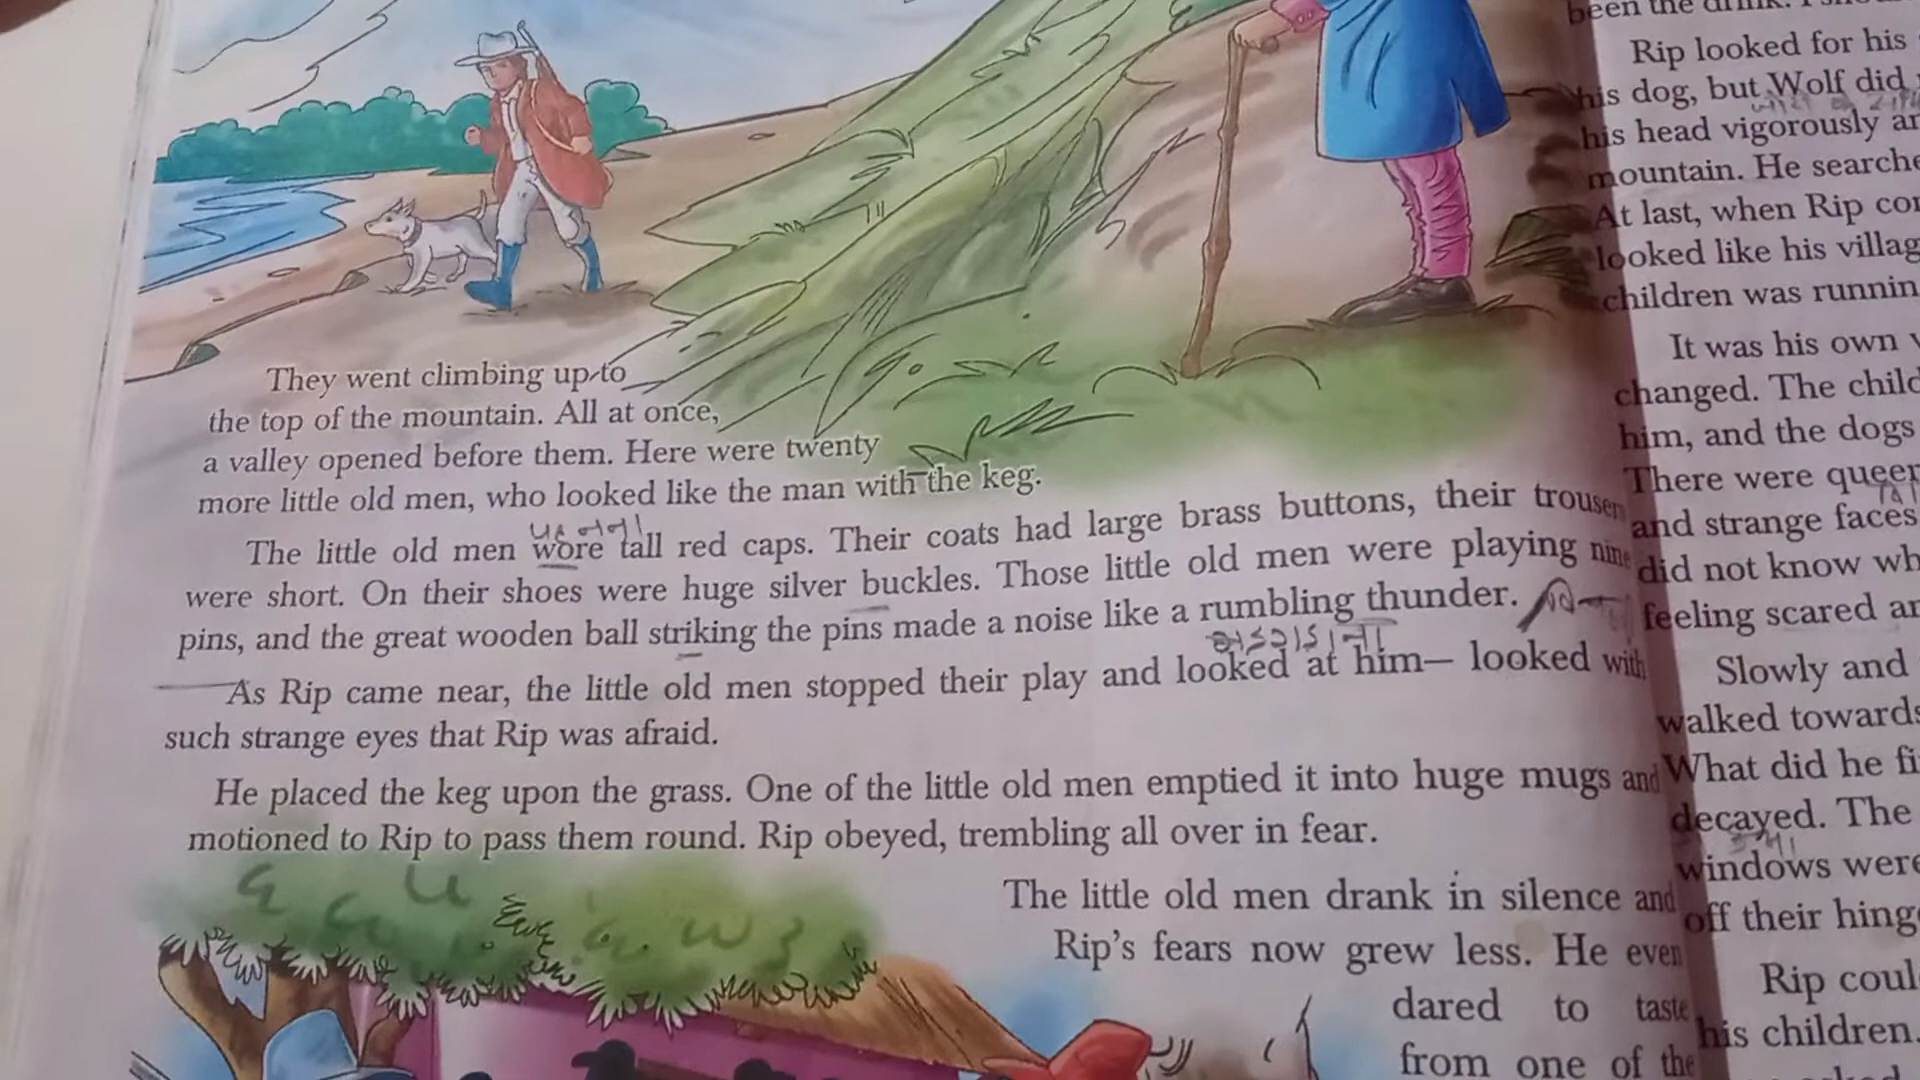 They went climbing up to
the top of the mountain. All at once,
a valley opened before them. Here were twenty
more little old men, who looked like the man with the keg.
The little old men wore tall red caps. Their coats had large brass buttons, their trouser
were short. On their shoes were huge silver buckles. Those little old men were playing nine
pins, and the great wooden ball striking the pins made a noise like a rumbling thunder.
As Rip came near, the little old men stopped their play and looked at him— looked with
such strange eyes that Rip was afraid.
He placed the keg upon the grass. One of the little old men emptied it into huge mugs and
motioned to Rip to pass them round. Rip obeyed, trembling all over in fear.
The little old men drank in silence and
Rip's fears now grew less. He even
dared to taste
from one of the
been the drink.
Rip looked for his
his dog, but Wolf did
his head vigorously
mountain. He
At last, when Rip
looked like his
children was
It was his own
changed. The
him, and the dogs
There were queer
and strange faces
did not know
feeling scared
Slowly and
walked towards
What did he
decayed. The
windows were
off their
Rip
his children.